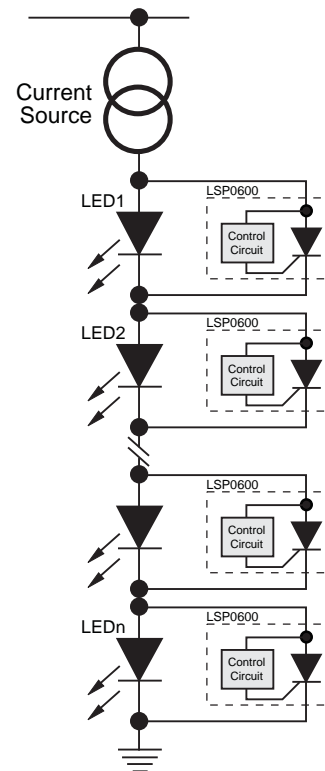 Current
Source
LSP0600
LED1
Control
Circuit
LSP0600
LED2
Control
Circuit
LSP0600
Control
Circuit
LSP0600
LEDn
Control
Circuit